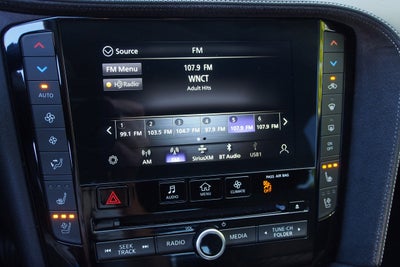 Source
FM
FM Menu
107.9 FM
HD Radio
WNCT
Adult Hits
AUTO
1 2 3 4 5 6
99.1 FM 103.5 FM 104.7 FM 97.9 FM 107.9 FM 107.9 FM
AM FM SiriusXM BT Audio USB1
ON
OFF
AUDIO MENU CLIMATE
PASS AIR BAG
SEEK
TRACK
RADIO
MEDIA
TUNE·CH
FOLDER